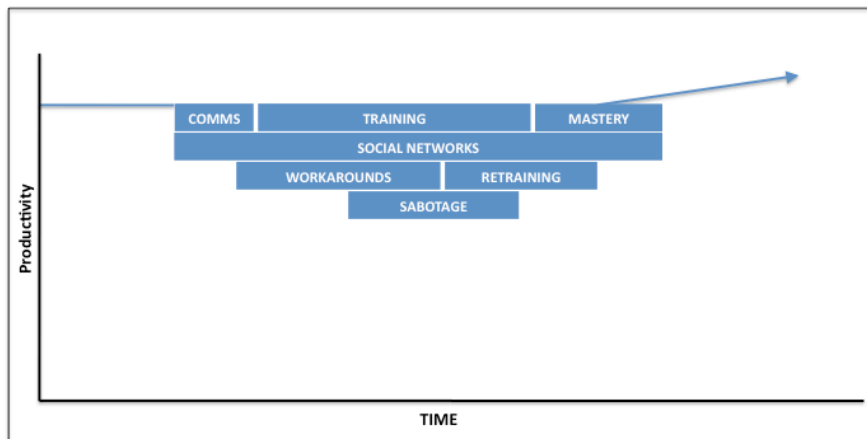 COMMS
TRAINING
MASTERY
SOCIAL NETWORKS
WORKAROUNDS
RETRAINING
SABOTAGE
Productivity
TIME